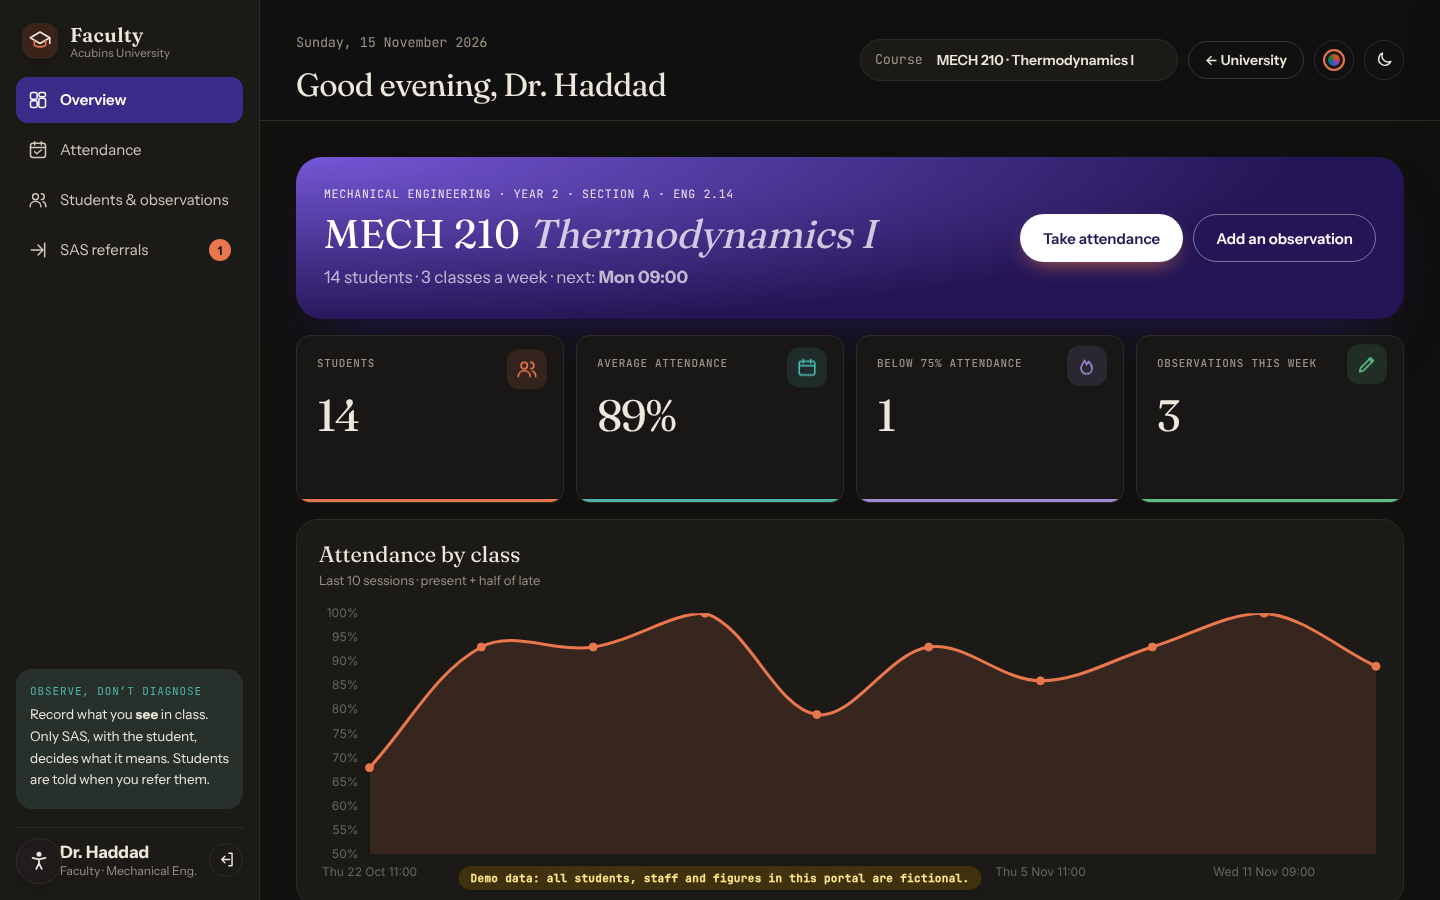 Faculty
Acubins University
Overview
Attendance
Students & observations
SAS referrals
1
OBSERVE, DON'T DIAGNOSE
Record what you see in class.
Only SAS, with the student,
decides what it means. Students
are told when you refer them.
Dr. Haddad
Faculty · Mechanical Eng.
Sunday, 15 November 2026
Good evening, Dr. Haddad
Course MECH 210 · Thermodynamics I
← University
MECHANICAL ENGINEERING · YEAR 2 · SECTION A · ENG 2.14
MECH 210 Thermodynamics I
14 students · 3 classes a week · next: Mon 09:00
Take attendance
Add an observation
STUDENTS
14
AVERAGE ATTENDANCE
89%
BELOW 75% ATTENDANCE
1
OBSERVATIONS THIS WEEK
3
Attendance by class
Last 10 sessions · present + half of late
100%
95%
90%
85%
80%
75%
70%
65%
60%
55%
50%
Thu 22 Oct 11:00
Thu 5 Nov 11:00
Wed 11 Nov 09:00
Demo data: all students, staff and figures in this portal are fictional.